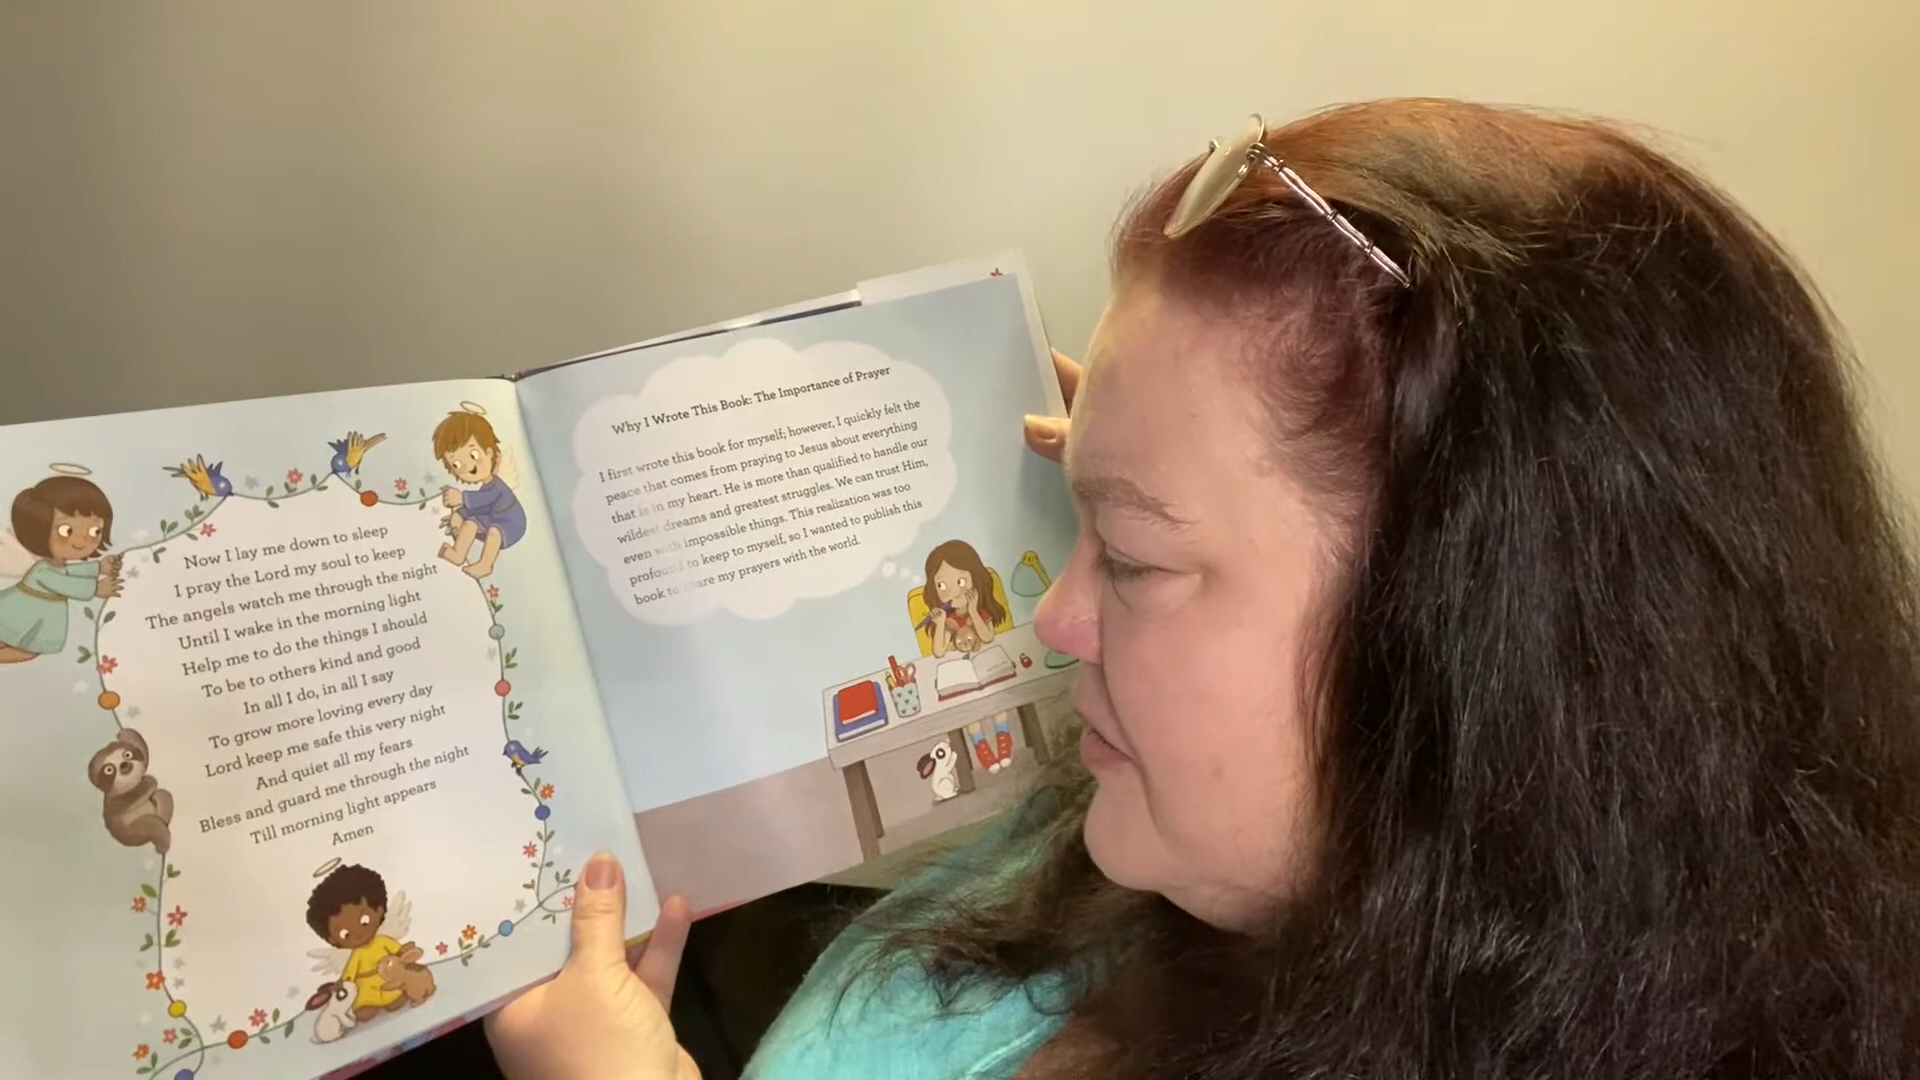 Now I lay me down to sleep
I pray the Lord my soul to keep
The angels watch me through the night
Until I wake in the morning light
Help me to do the things I should
To be to others kind and good
In all I do, in all I say
To grow more loving every day
Lord keep me safe this very night
And quiet all my fears
Bless and guard me through the night
Till morning light appears
Amen
Why I Wrote This Book: The Importance of Prayer
I first wrote this book for myself; however, I quickly felt the
peace that comes from praying to Jesus about everything
that is in my heart. He is more than qualified to handle our
wildest dreams and greatest struggles. We can trust Him,
even with impossible things. This realization was too
profound to keep to myself, so I wanted to publish this
book to share my prayers with the world.